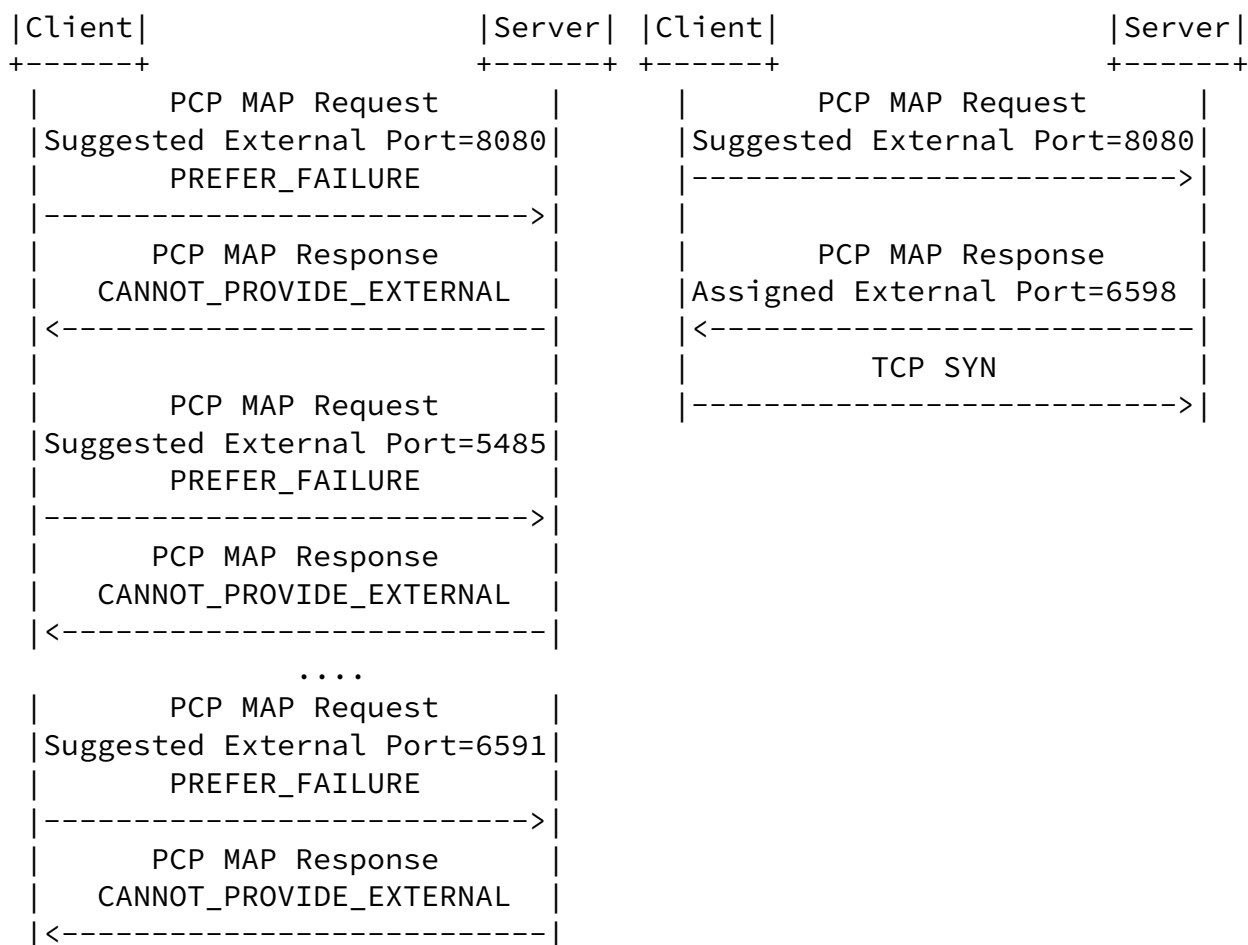 |Client|                  |Server| |Client|                  |Server|
+------+                  +------+ +------+                  +------+
 |       PCP MAP Request      |      |       PCP MAP Request      |
 |Suggested External Port=8080|      |Suggested External Port=8080|
 |       PREFER_FAILURE       |      |--------------------------->|
 |--------------------------->|      |                            |
 |      PCP MAP Response      |      |       PCP MAP Response     |
 |   CANNOT_PROVIDE_EXTERNAL  |      |Assigned External Port=6598 |
 |<---------------------------|      |<---------------------------|
 |                            |      |          TCP SYN           |
 |       PCP MAP Request      |      |--------------------------->|
 |Suggested External Port=5485|
 |       PREFER_FAILURE       |
 |--------------------------->|
 |      PCP MAP Response      |
 |   CANNOT_PROVIDE_EXTERNAL  |
 |<---------------------------|
                ....
 |       PCP MAP Request      |
 |Suggested External Port=6591|
 |       PREFER_FAILURE       |
 |--------------------------->|
 |      PCP MAP Response      |
 |   CANNOT_PROVIDE_EXTERNAL  |
 |<---------------------------|